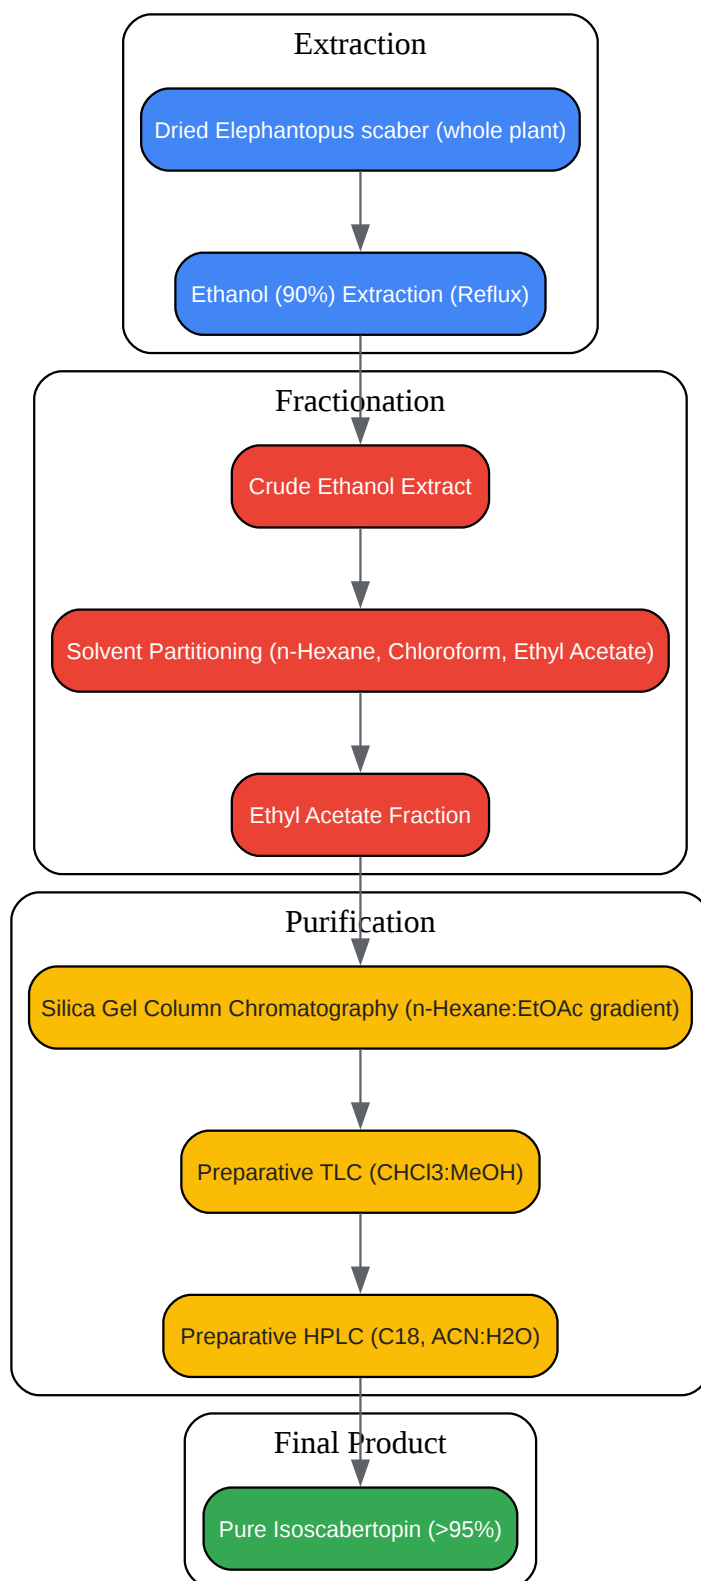 Extraction
Dried Elephantopus scaber (whole plant)
Ethanol (90%) Extraction (Reflux)
Fractionation
Crude Ethanol Extract
Solvent Partitioning (n-Hexane, Chloroform, Ethyl Acetate)
Ethyl Acetate Fraction
Purification
Silica Gel Column Chromatography (n-Hexane:EtOAc gradient)
Preparative TLC (CHCl3:MeOH)
Preparative HPLC (C18, ACN:H2O)
Final Product
Pure Isoscabertopin (>95%)